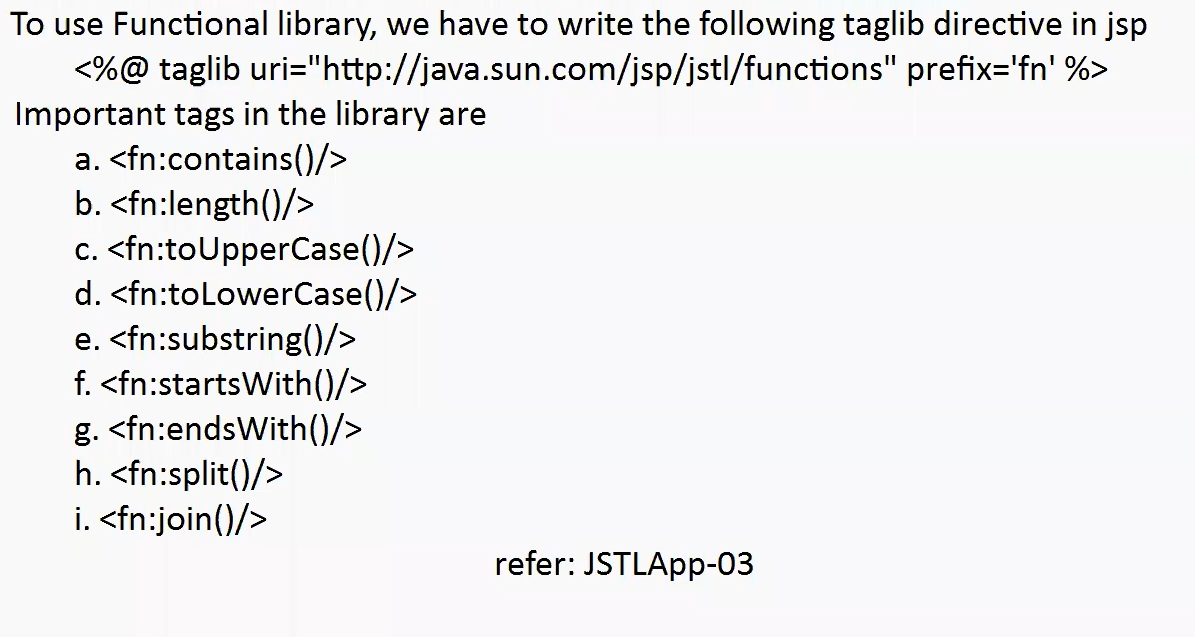 To use Functional library, we have to write the following taglib directive in jsp
<%@ taglib uri="http://java.sun.com/jsp/jstl/functions" prefix='fn' %>
Important tags in the library are
a. <fn:contains()/>
b. <fn:length()/>
c. <fn:toUpperCase()/>
d. <fn:toLowerCase()/>
e. <fn:substring()/>
f. <fn:startsWith()/>
g. <fn:endsWith()/>
h. <fn:split()/>
i. <fn:join()/>
refer: JSTLApp-03